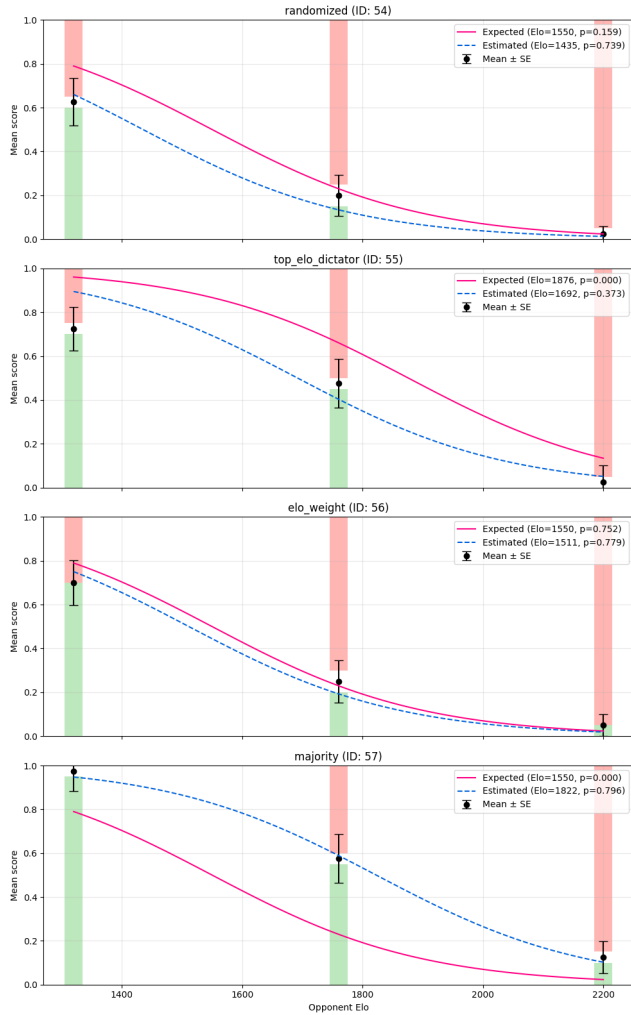 randomized (ID: 54)
Expected (Elo=1550, p=0.159)
Estimated (Elo=1435, p=0.739)
Mean ± SE
1.0
0.8
0.6
0.4
0.2
0.0
Mean score
top_elo_dictator (ID: 55)
Expected (Elo=1876, p=0.000)
Estimated (Elo=1692, p=0.373)
Mean ± SE
1.0
0.8
0.6
0.4
0.2
0.0
Mean score
elo_weight (ID: 56)
Expected (Elo=1550, p=0.752)
Estimated (Elo=1511, p=0.779)
Mean ± SE
1.0
0.8
0.6
0.4
0.2
0.0
Mean score
majority (ID: 57)
Expected (Elo=1550, p=0.000)
Estimated (Elo=1822, p=0.796)
Mean ± SE
1.0
0.8
0.6
0.4
0.2
0.0
Mean score
1400 1600 1800 2000 2200
Opponent Elo